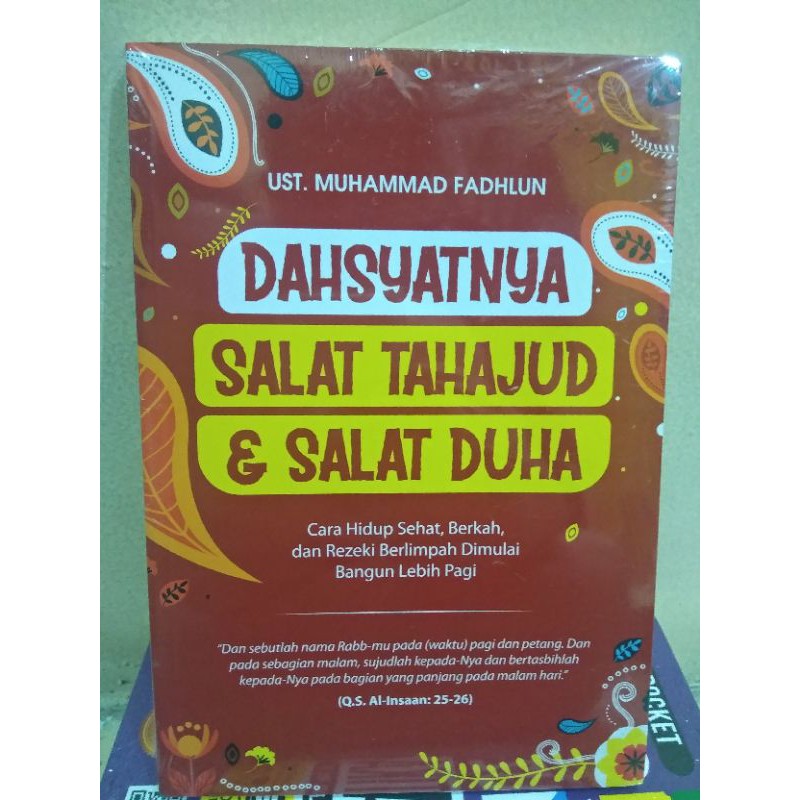 UST. MUHAMMAD FADHLUN
DAHSYATNYA
SALAT TAHAJUD
& SALAT DUHA
Cara Hidup Sehat, Berkah,
dan Rezeki Berlimpah Dimulai
Bangun Lebih Pagi
"Dan sebutlah nama Rabb-mu pada (waktu) pagi dan petang. Dan
pada sebagian malam, sujudlah kepada-Nya dan bertasbihlah
kepada-Nya pada bagian yang panjang pada malam hari."
(Q.S. Al-Insaan: 25-26)
POCKET